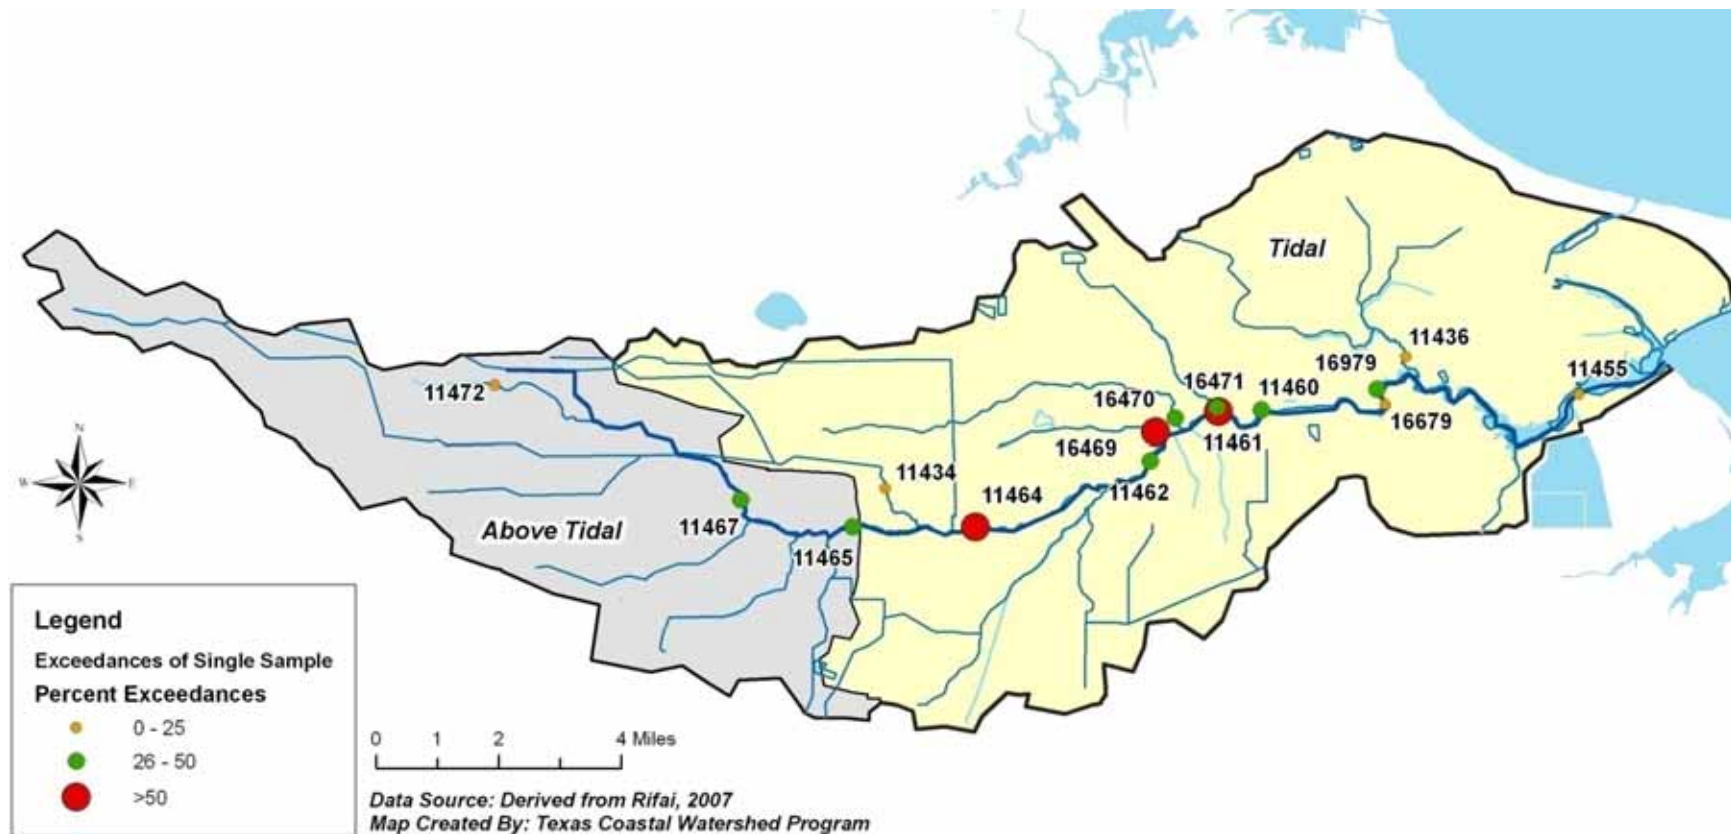 Tidal
11436
16979
11455
11472
16471
11460
16470
16679
16469
11461
11434
11464
11462
Above Tidal
11467
11465
N
W
E
S
Legend
Exceedances of Single Sample
Percent Exceedances
0 - 25
26 - 50
>50
0 1 2 4 Miles
Data Source: Derived from Rifai, 2007
Map Created By: Texas Coastal Watershed Program